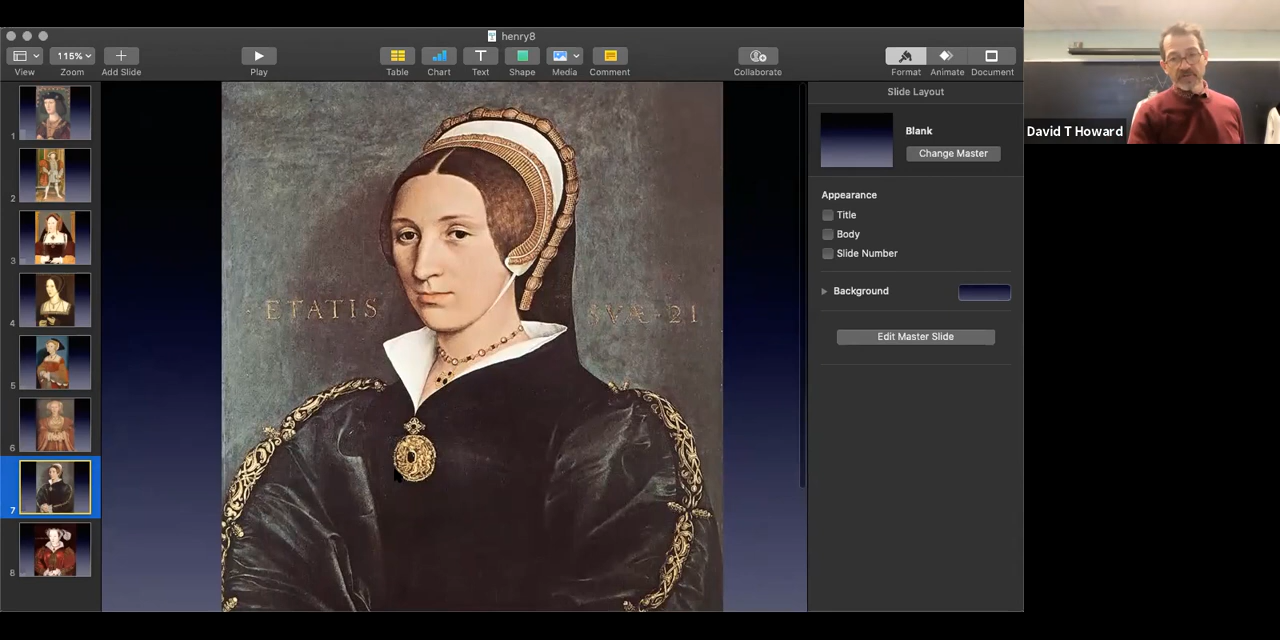 henry8
115%
View
Zoom
Add Slide
Play
Table
Chart
Text
Shape
Media
Comment
Collaborate
Format
Animate
Document
Slide Layout
Blank
Change Master
Appearance
Title
Body
Slide Number
Background
Edit Master Slide
1
2
3
4
5
6
7
8
ETATIS SVÆ 21
David T Howard